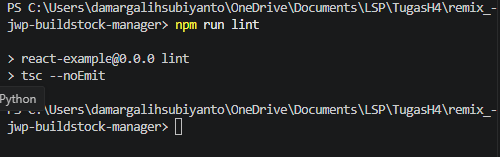 PS C:\Users\damargalihsubiyanto\OneDrive\Documents\LSP\TugasH4\remix_-
jwp-buildstock-manager> npm run lint
> react-example@0.0.0 lint
> tsc --noEmit
Python
PS C:\Users\damargalihsubiyanto\OneDrive\Documents\LSP\TugasH4\remix_-
jwp-buildstock-manager>